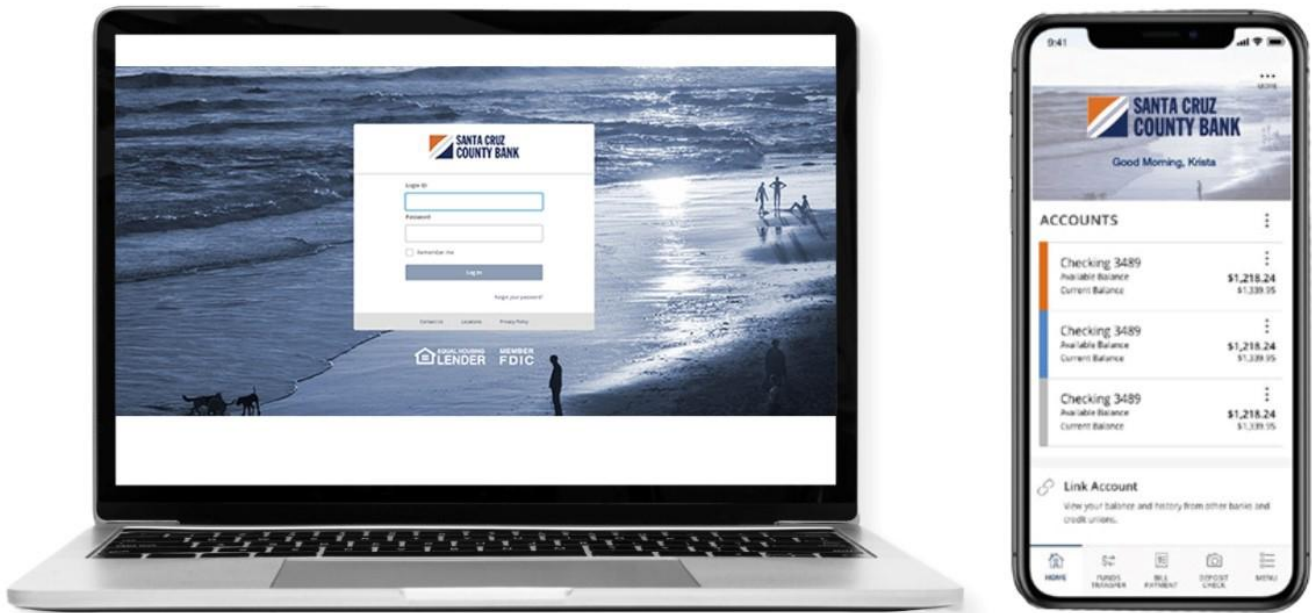 SANTA CRUZ
COUNTY BANK
Login ID
Password
Remember me
Log In
Forgot your password?
Contact Us Locations Privacy Policy
EQUAL HOUSING
LENDER
MEMBER
FDIC
9:41
MORE
SANTA CRUZ
COUNTY BANK
Good Morning, Krista
ACCOUNTS
Checking 3489
Available Balance $1,218.24
Current Balance $1,339.95
Checking 3489
Available Balance $1,218.24
Current Balance $1,339.95
Checking 3489
Available Balance $1,218.24
Current Balance $1,339.95
Link Account
View your balance and history from other banks and
credit unions.
HOME
FUNDS
TRANSFER
BILL
PAYMENT
DEPOSIT
CHECK
MENU